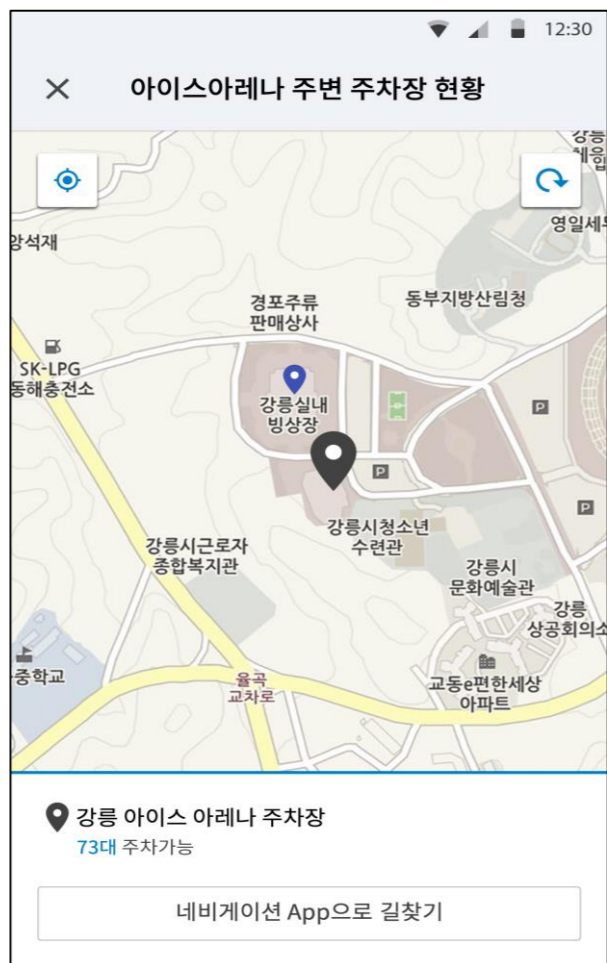 12:30
아이스아레나 주변 주차장 현황
강릉
영일세무
앙석재
경포주류
판매상사
동부지방산림청
SK-LPG
동해충전소
강릉실내
빙상장
P
P
P
강릉시청소년
수련관
강릉시근로자
종합복지관
강릉시
문화예술관
강릉
상공회의소
중학교
율곡
교차로
교동e편한세상
아파트
강릉 아이스 아레나 주차장
73대 주차가능
네비게이션 App으로 길찾기